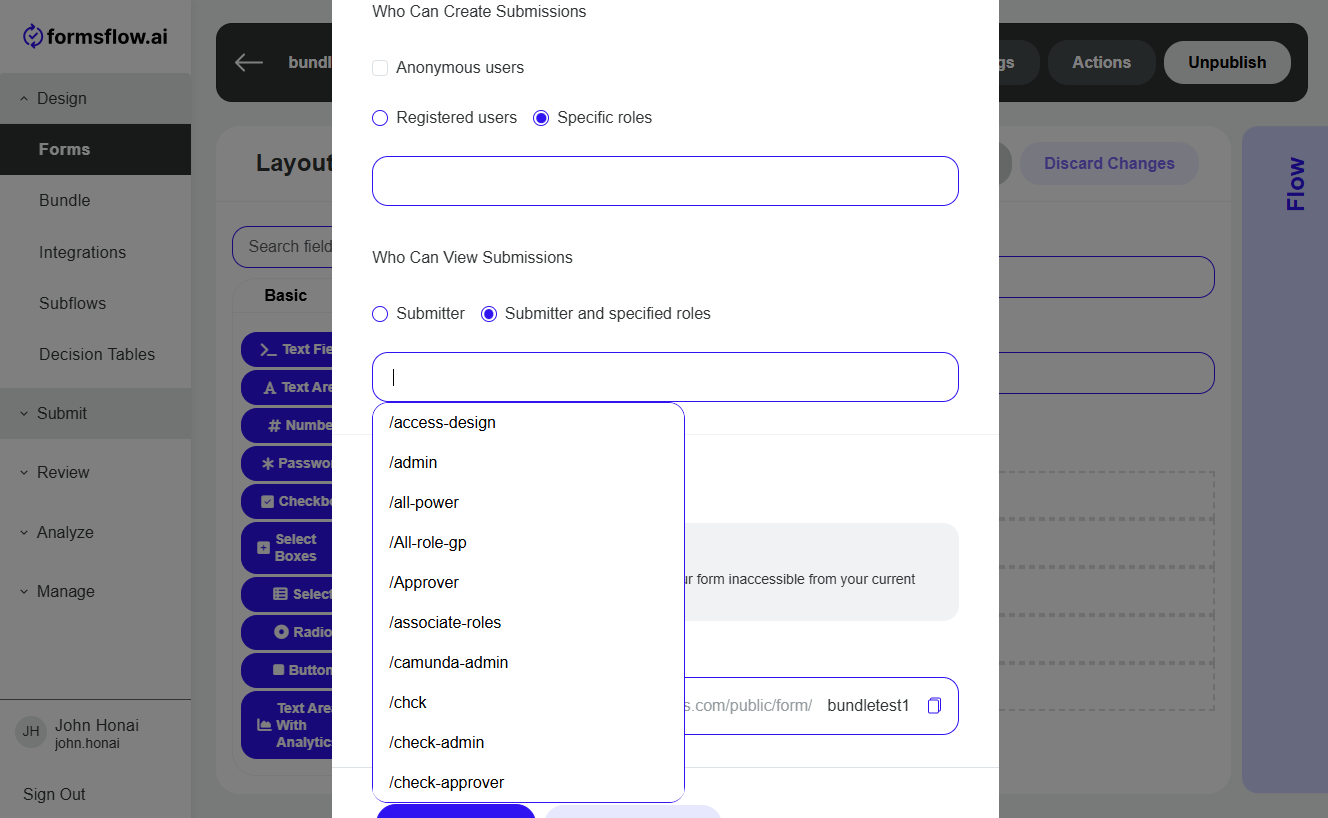 formsflow.ai
Design
Forms
Bundle
Integrations
Subflows
Decision Tables
Submit
Review
Analyze
Manage
JH
John Honai
john.honai
Sign Out
bundl
gs
Actions
Unpublish
Layout
Discard Changes
Flow
Search field
Basic
Text Fie
Text Are
Numbe
Passwo
Checkbo
Select
Boxes
Select
Radio
Button
Text Area
With
Analytics
Who Can Create Submissions
Anonymous users
Registered users
Specific roles
Who Can View Submissions
Submitter
Submitter and specified roles
/access-design
/admin
/all-power
/All-role-gp
/Approver
/associate-roles
/camunda-admin
/chck
/check-admin
/check-approver
ur form inaccessible from your current
s.com/public/form/
bundletest1